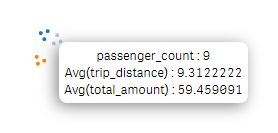 passenger_count : 9
Avg(trip_distance) : 9.3122222
Avg(total_amount) : 59.459091